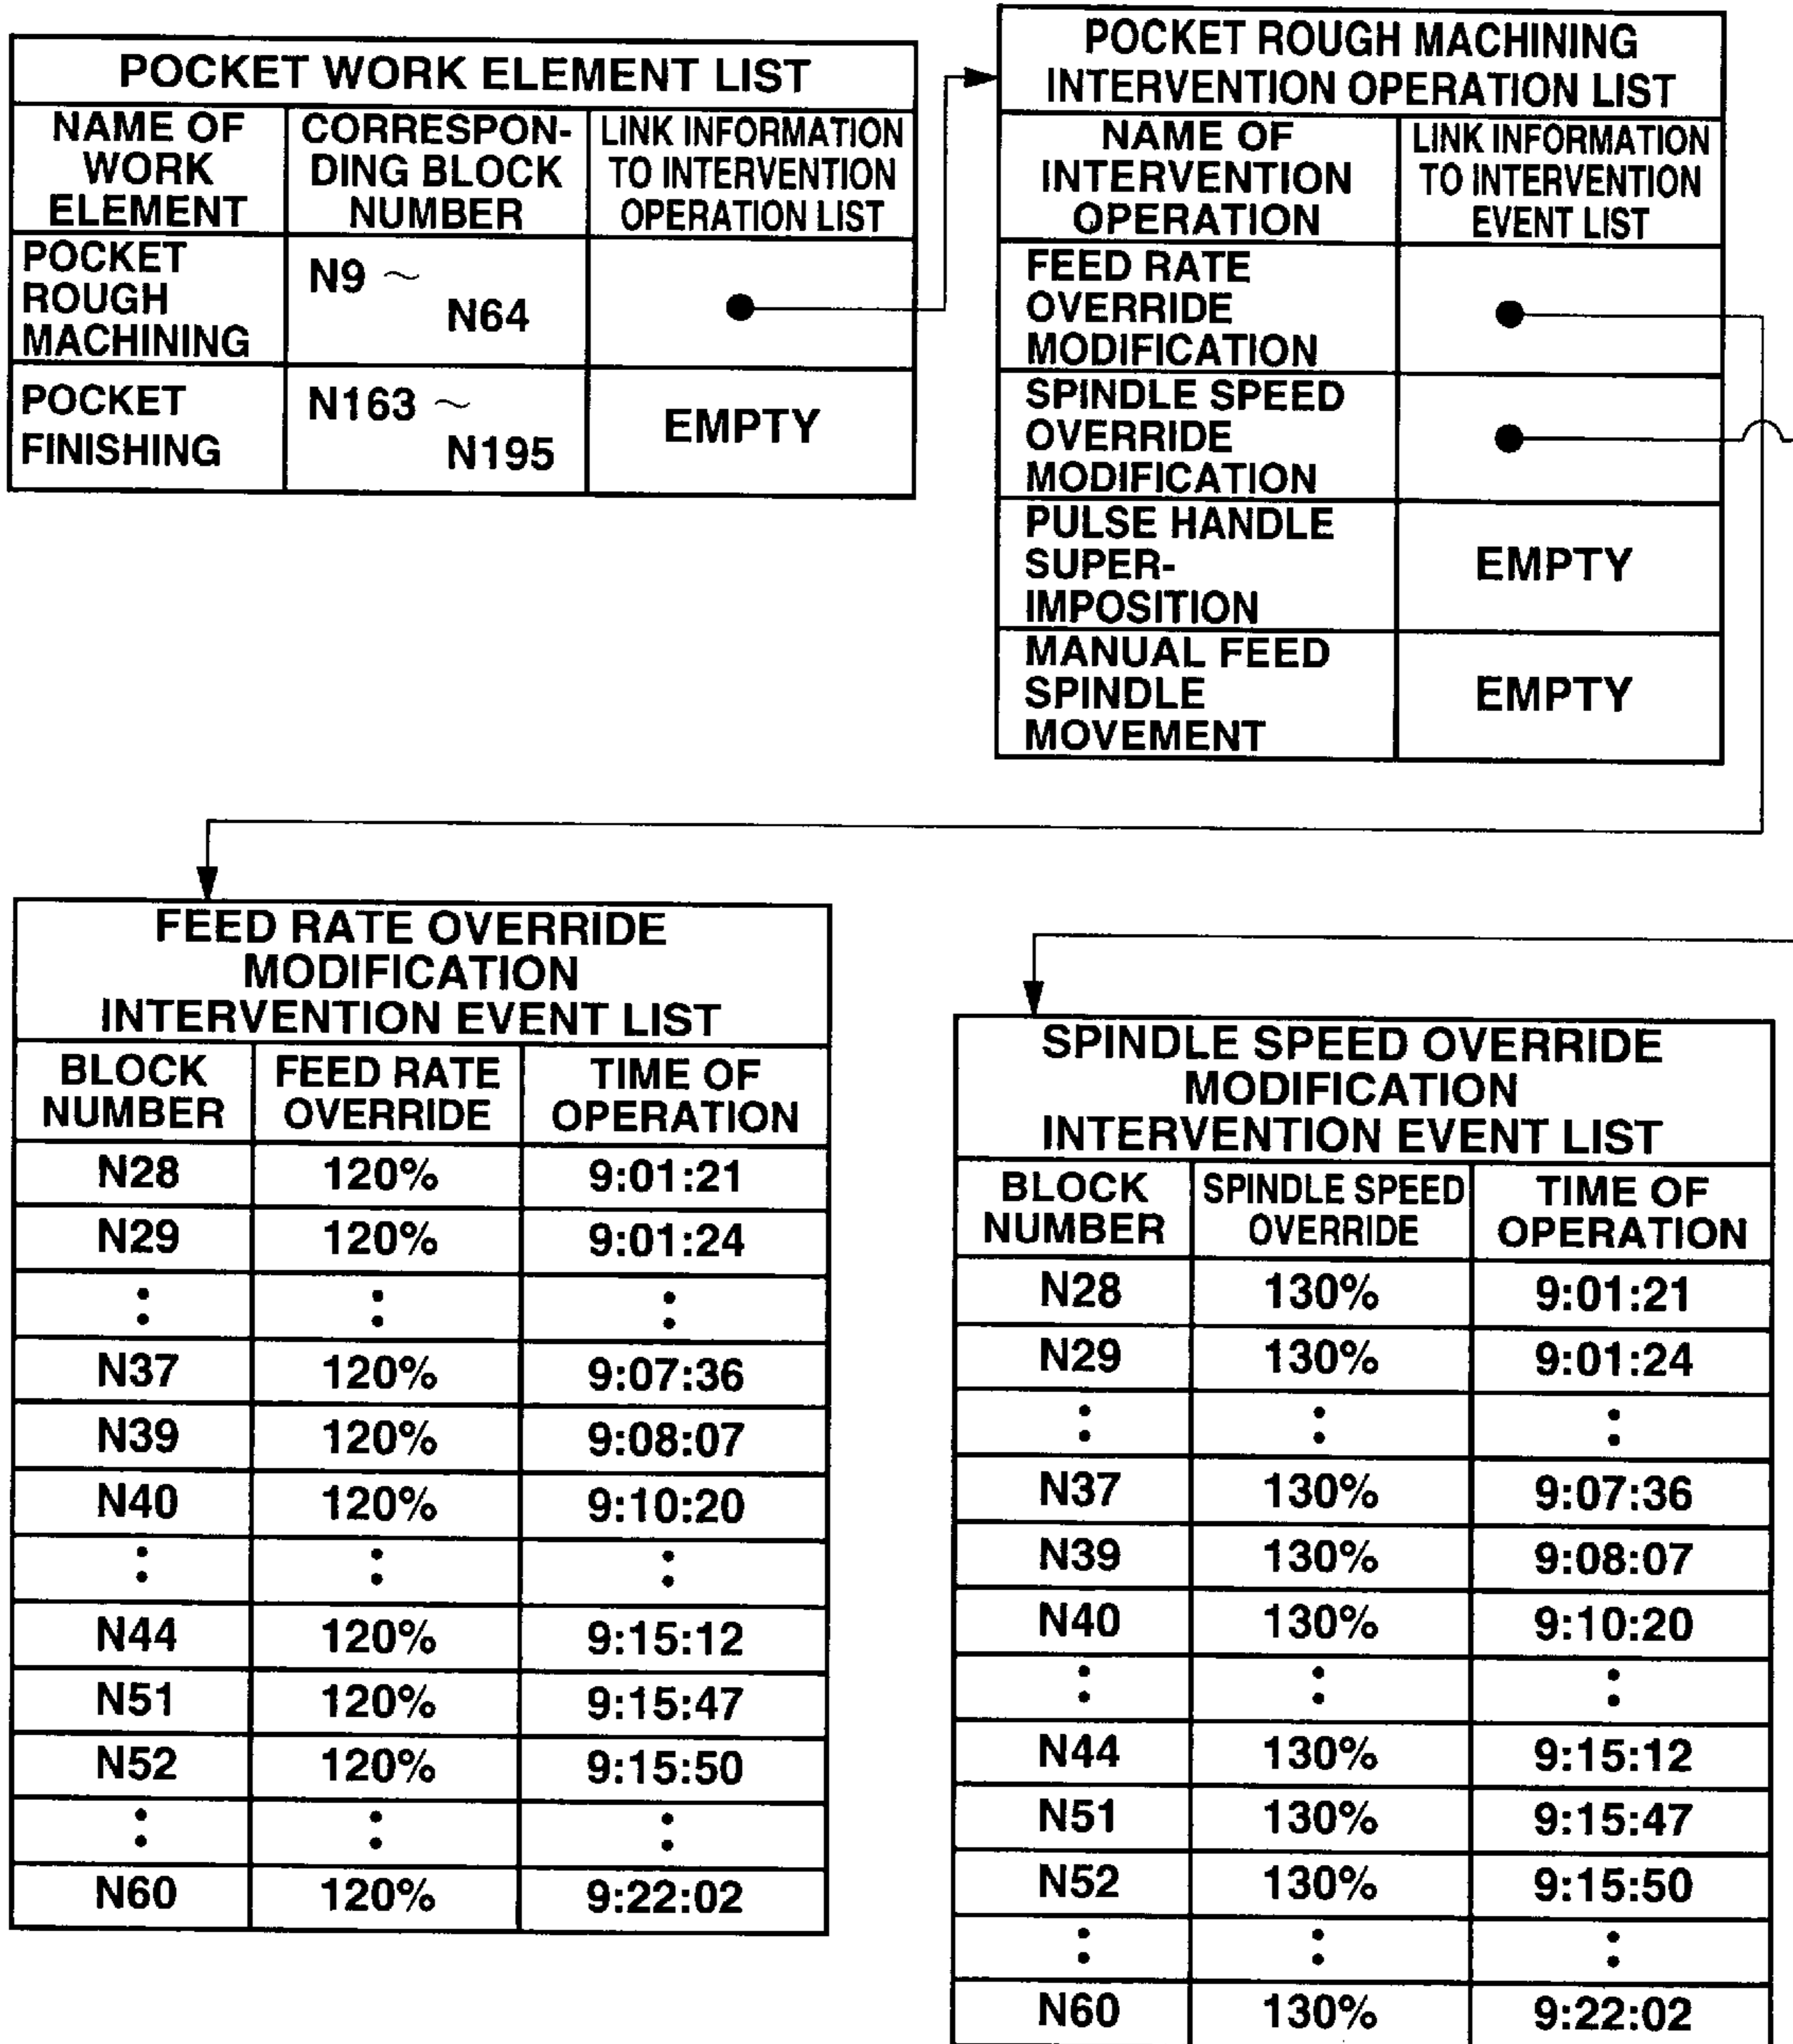 POCKET WORK ELEMENT LIST
NAME OF
WORK
ELEMENT
CORRESPON-
DING BLOCK
NUMBER
LINK INFORMATION
TO INTERVENTION
OPERATION LIST
POCKET
ROUGH
MACHINING
N9 ~
N64
POCKET
FINISHING
N163 ~
N195
EMPTY
POCKET ROUGH MACHINING
INTERVENTION OPERATION LIST
NAME OF
INTERVENTION
OPERATION
LINK INFORMATION
TO INTERVENTION
EVENT LIST
FEED RATE
OVERRIDE
MODIFICATION
SPINDLE SPEED
OVERRIDE
MODIFICATION
PULSE HANDLE
SUPER-
IMPOSITION
EMPTY
MANUAL FEED
SPINDLE
MOVEMENT
EMPTY
FEED RATE OVERRIDE
MODIFICATION
INTERVENTION EVENT LIST
BLOCK
NUMBER
FEED RATE
OVERRIDE
TIME OF
OPERATION
N28 120% 9:01:21
N29 120% 9:01:24
: : :
N37 120% 9:07:36
N39 120% 9:08:07
N40 120% 9:10:20
: : :
N44 120% 9:15:12
N51 120% 9:15:47
N52 120% 9:15:50
: : :
N60 120% 9:22:02
SPINDLE SPEED OVERRIDE
MODIFICATION
INTERVENTION EVENT LIST
BLOCK
NUMBER
SPINDLE SPEED
OVERRIDE
TIME OF
OPERATION
N28 130% 9:01:21
N29 130% 9:01:24
: : :
N37 130% 9:07:36
N39 130% 9:08:07
N40 130% 9:10:20
: : :
N44 130% 9:15:12
N51 130% 9:15:47
N52 130% 9:15:50
: : :
N60 130% 9:22:02